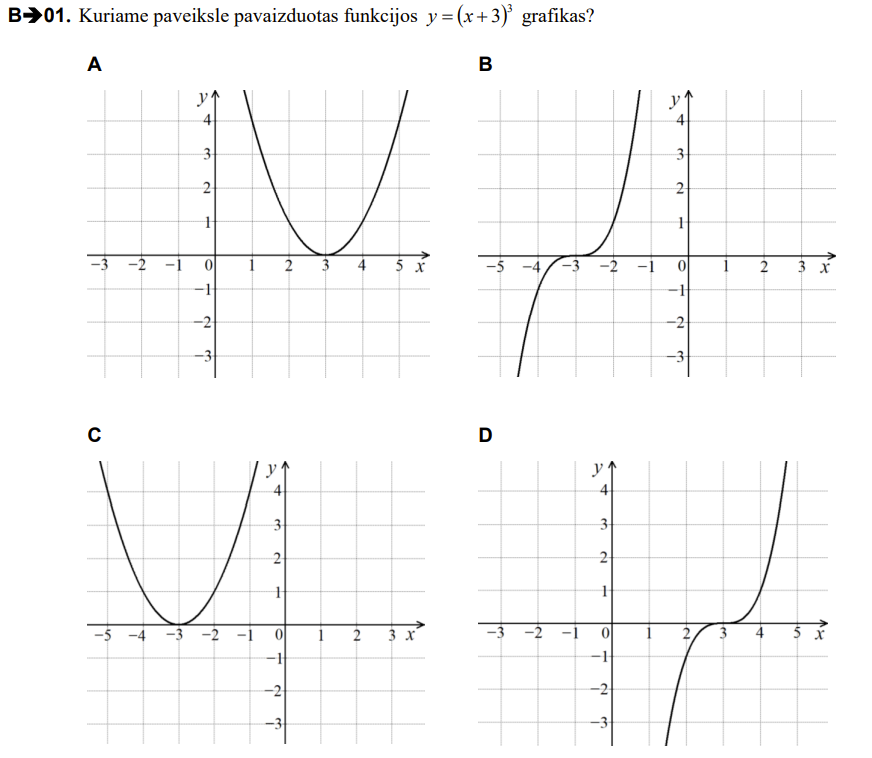 B➔01. Kuriame paveiksle pavaizduotas funkcijos y = (x + 3)³ grafikas?
A
y
4
3
2
1
−3 −2 −1 0 1 2 3 4 5 x
−1
−2
−3
B
y
4
3
2
1
−5 −4 −3 −2 −1 0 1 2 3 x
−1
−2
−3
C
y
4
3
2
1
−5 −4 −3 −2 −1 0 1 2 3 x
−1
−2
−3
D
y
4
3
2
1
−3 −2 −1 0 1 2 3 4 5 x
−1
−2
−3